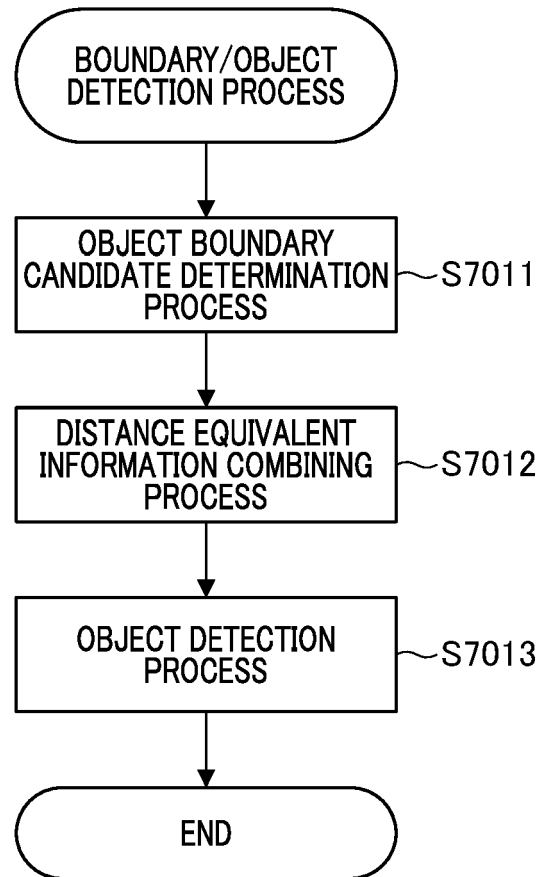 BOUNDARY/OBJECT
DETECTION PROCESS
OBJECT BOUNDARY
CANDIDATE DETERMINATION
PROCESS
S7011
DISTANCE EQUIVALENT
INFORMATION COMBINING
PROCESS
S7012
OBJECT DETECTION
PROCESS
S7013
END